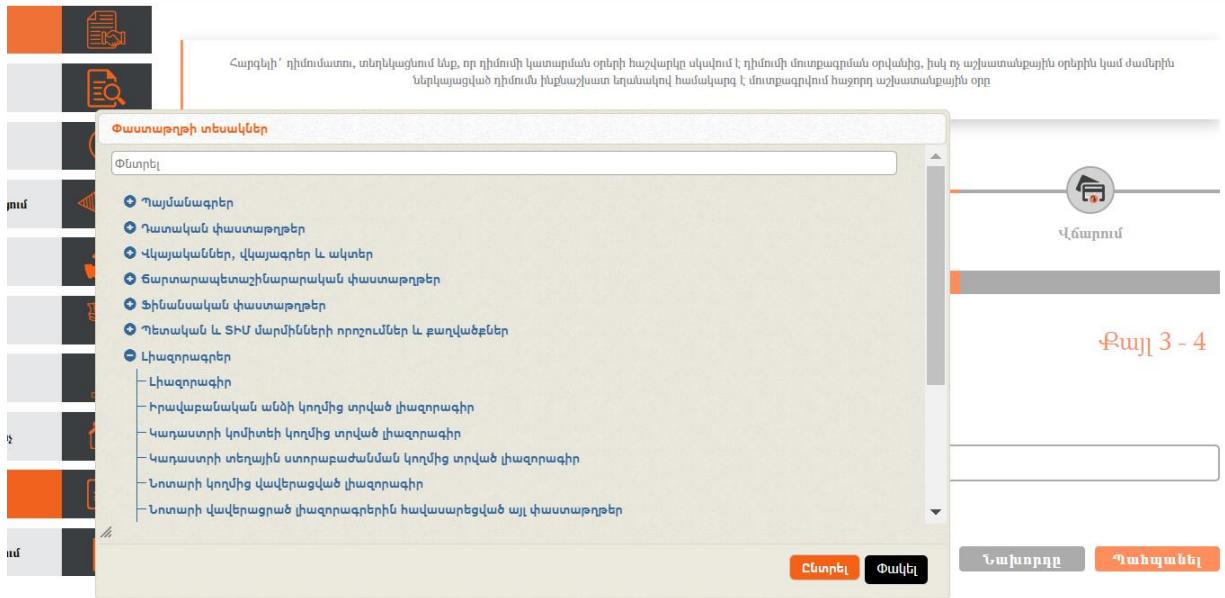 Հարգելի՛ դիմումատու, տեղեկացնում ենք, որ դիմումի կատարման օրերի հաշվարկը սկսվում է դիմումի մուտքագրման օրվանից, իսկ ոչ աշխատանքային օրերին կամ ժամերին
ներկայացված դիմումն ինքնաշխատ եղանակով համակարգ է մուտքագրվում հաջորդ աշխատանքային օրը
Փաստաթղթի տեսակներ
Փնտրել
Պայմանագրեր
Դատական փաստաթղթեր
Վկայականներ, վկայագրեր և ակտեր
Ճարտարապետաշինարարական փաստաթղթեր
Ֆինանսական փաստաթղթեր
Պետական և ՏԻՄ մարմինների որոշումներ և քաղվածքներ
Լիազորագրեր
Լիազորագիր
Իրավաբանական անձի կողմից տրված լիազորագիր
Կադաստրի կոմիտեի կողմից տրված լիազորագիր
Կադաստրի տեղային ստորաբաժանման կողմից տրված լիազորագիր
Նոտարի կողմից վավերացված լիազորագիր
Նոտարի վավերացրած լիազորագրերին հավասարեցված այլ փաստաթղթեր
Ընտրել
Փակել
Վճարում
Քայլ 3 - 4
Նախորդը
Պահպանել